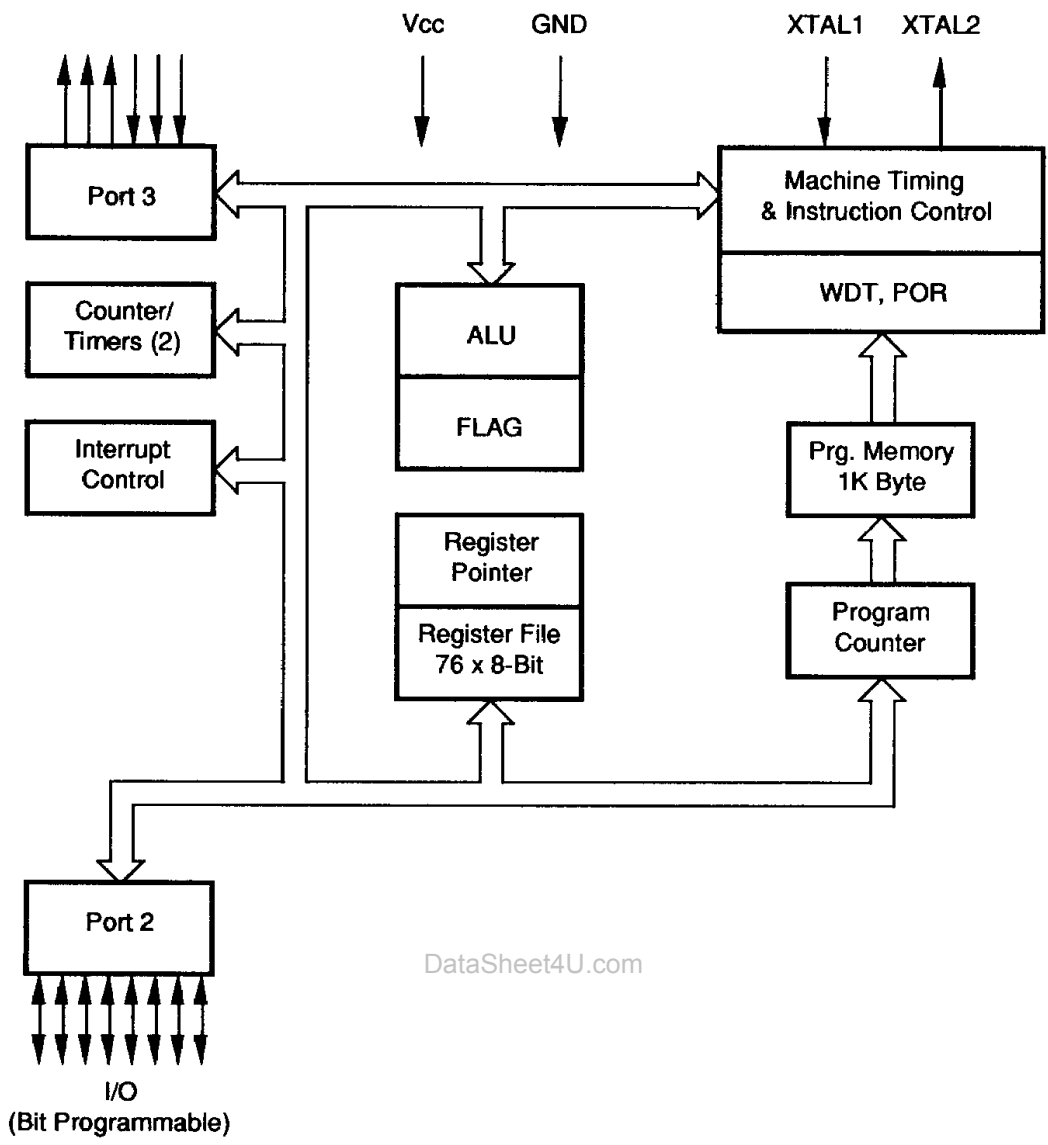 Vcc
GND
XTAL1
XTAL2
Port 3
Machine Timing
& Instruction Control
WDT, POR
Counter/
Timers (2)
ALU
FLAG
Interrupt
Control
Prg. Memory
1K Byte
Register
Pointer
Register File
76 x 8-Bit
Program
Counter
Port 2
DataSheet4U.com
I/O
(Bit Programmable)